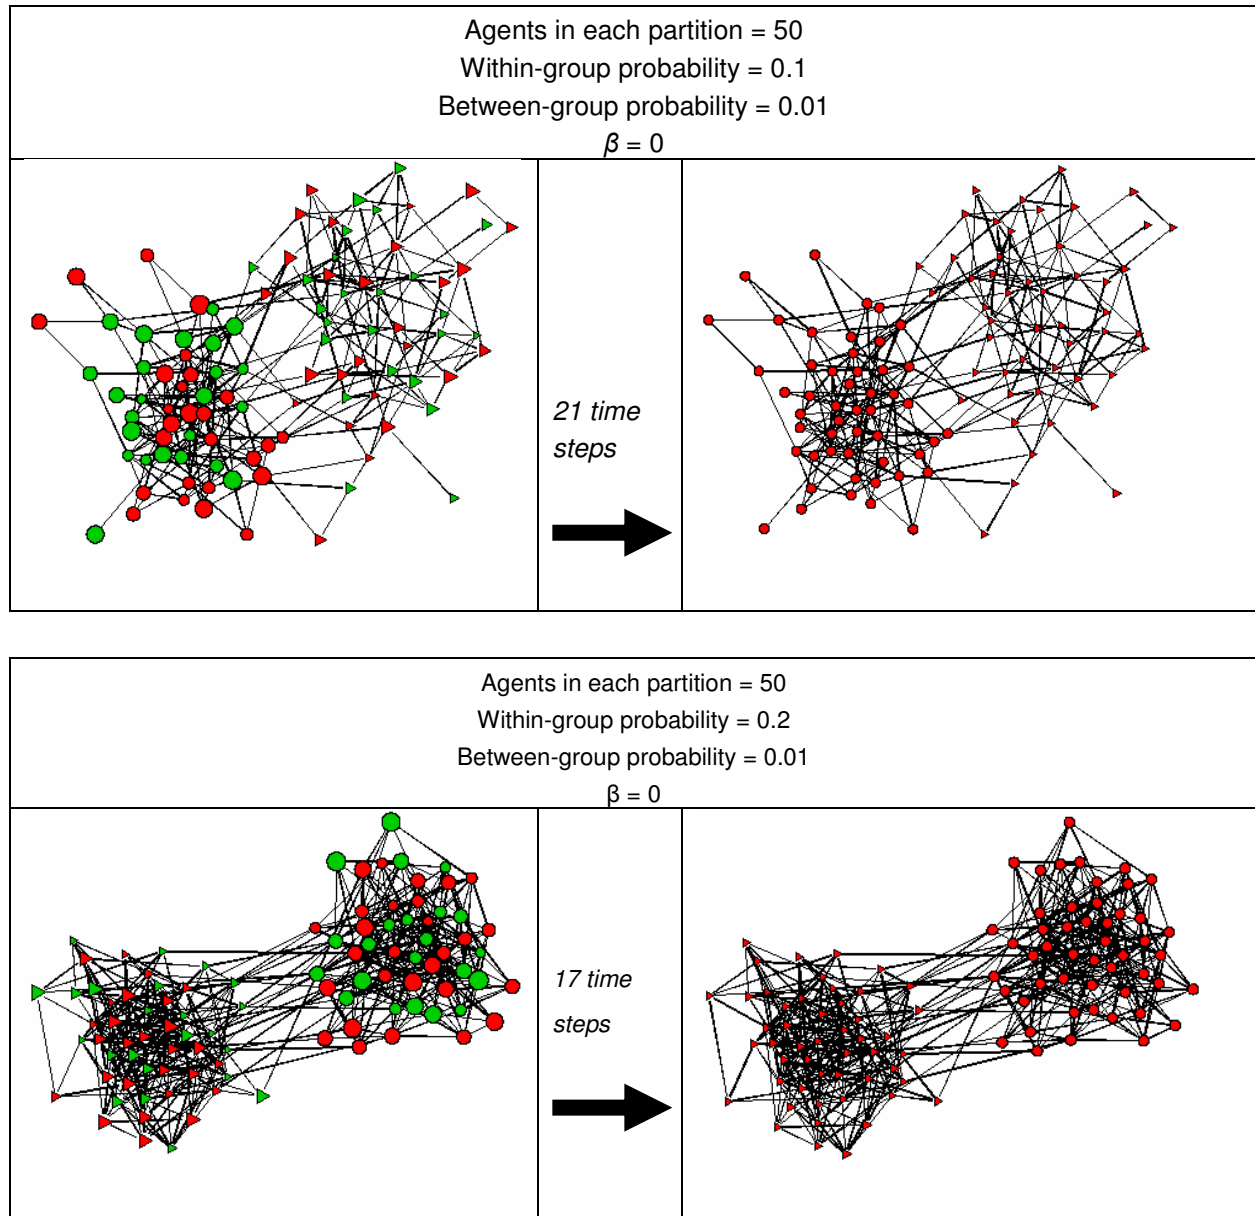 Agents in each partition = 50
Within-group probability = 0.1
Between-group probability = 0.01
β = 0
21 time
steps
Agents in each partition = 50
Within-group probability = 0.2
Between-group probability = 0.01
β = 0
17 time
steps